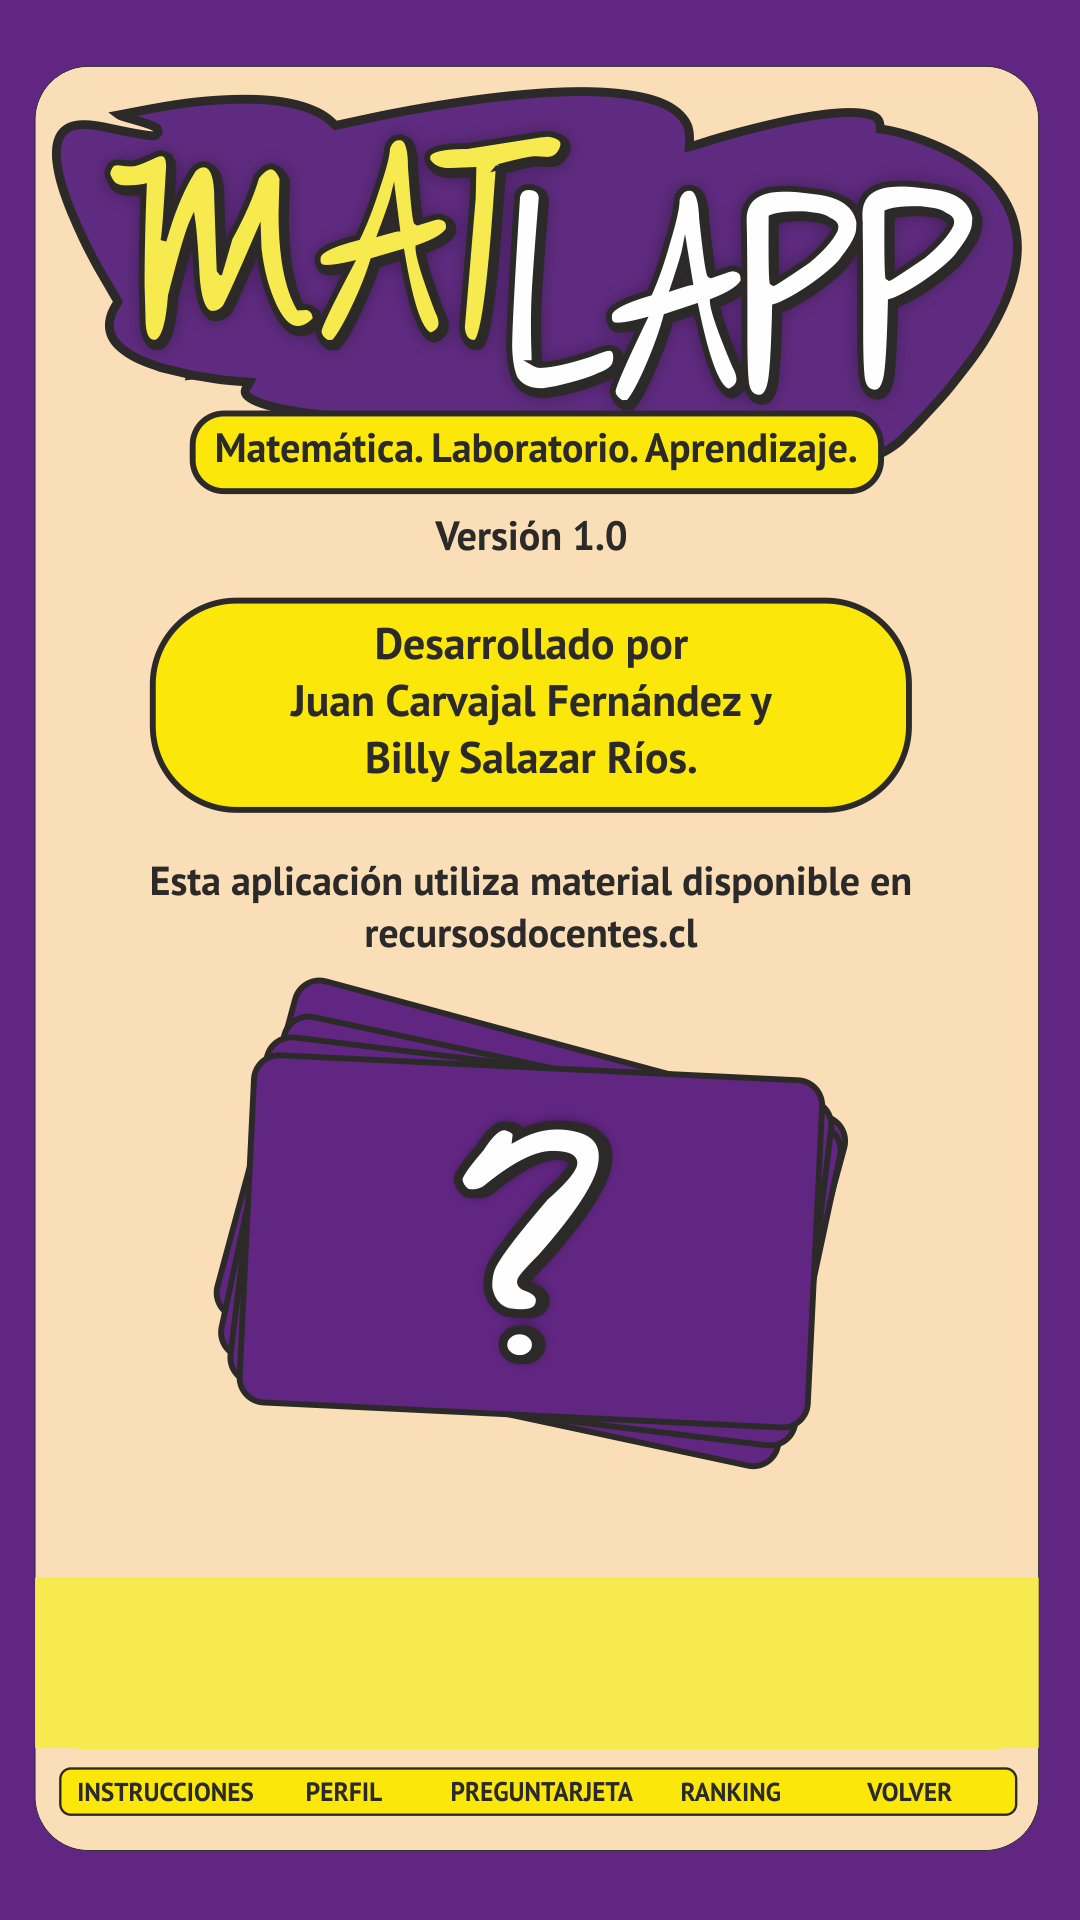 MATLAPP
Matemática. Laboratorio. Aprendizaje.
Versión 1.0
Desarrollado por
Juan Carvajal Fernández y
Billy Salazar Ríos.
Esta aplicación utiliza material disponible en
recursosdocentes.cl
?
INSTRUCCIONES PERFIL PREGUNTARJETA RANKING VOLVER